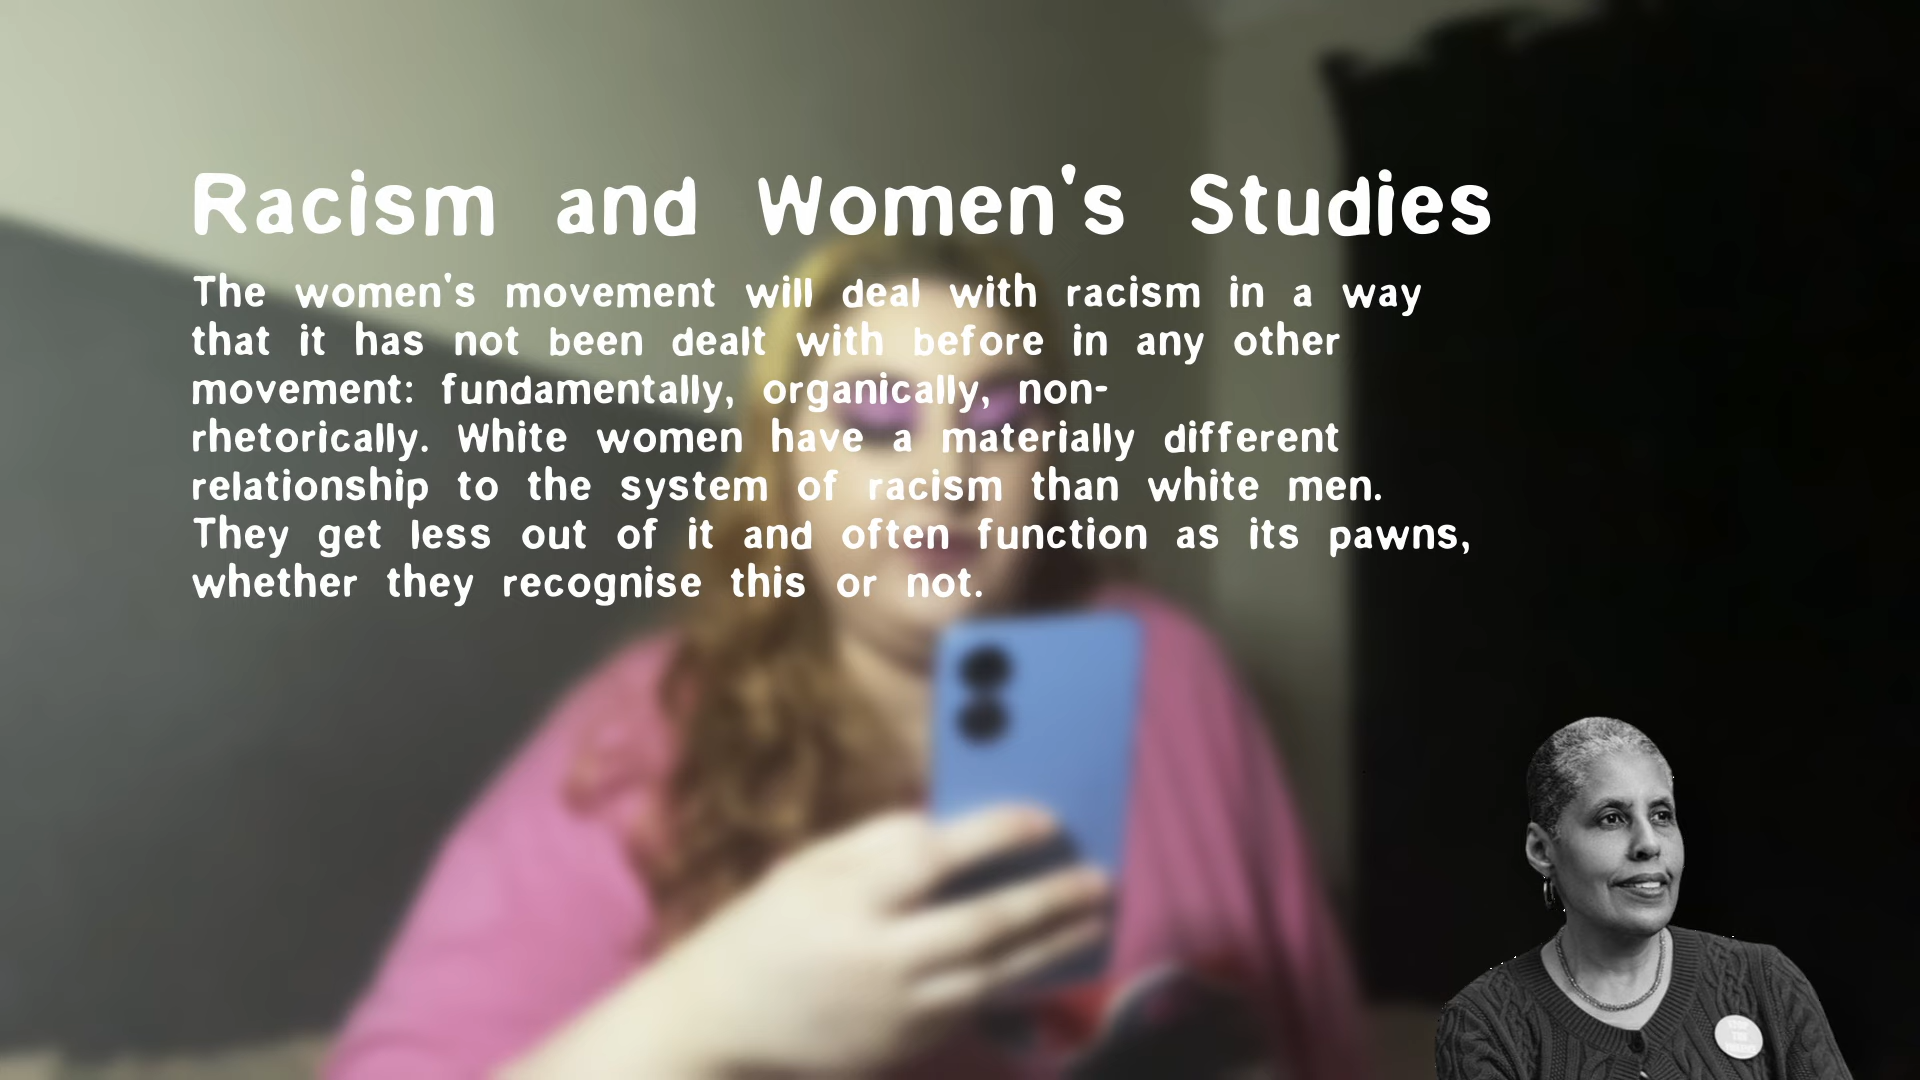 Racism and Women's Studies
The women's movement will deal with racism in a way
that it has not been dealt with before in any other
movement: fundamentally, organically, non-
rhetorically. White women have a materially different
relationship to the system of racism than white men.
They get less out of it and often function as its pawns,
whether they recognise this or not.